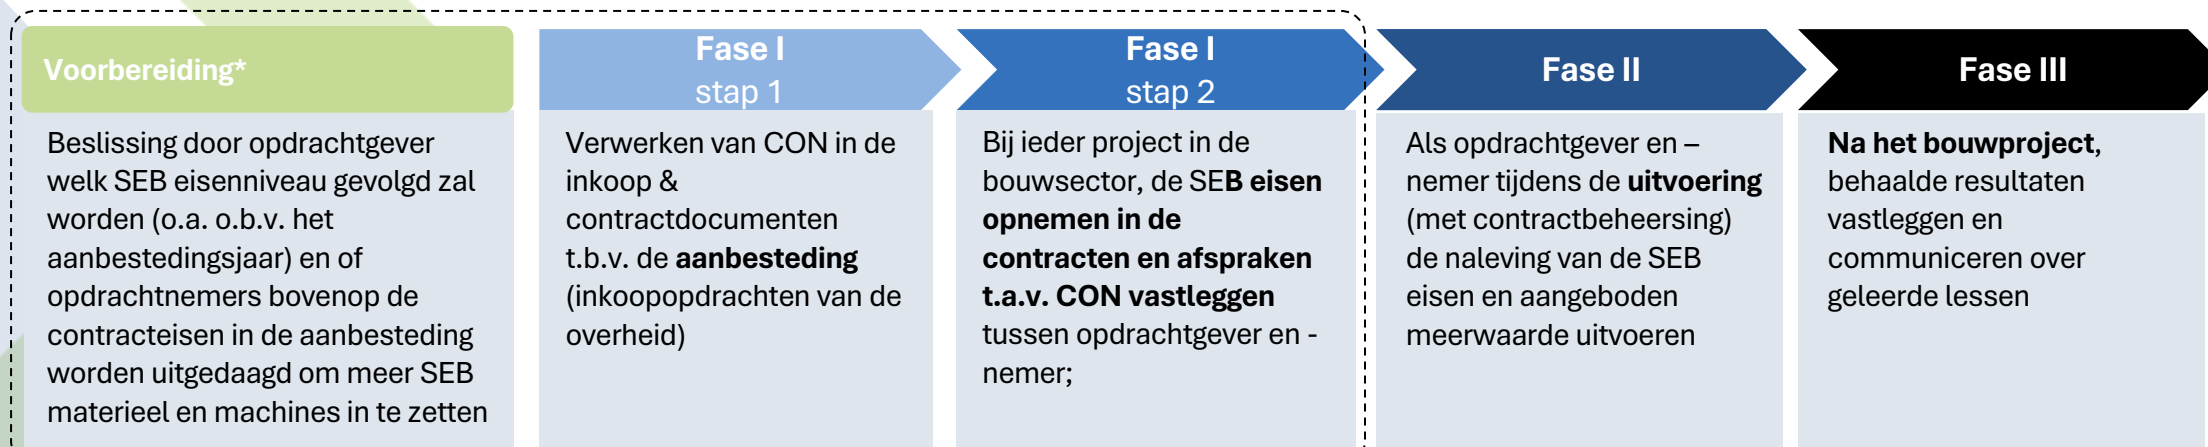 Voorbereiding*
Beslissing door opdrachtgever
welk SEB eisenniveau gevolgd zal
worden (o.a. o.b.v. het
aanbestedingsjaar) en of
opdrachtnemers bovenop de
contracteisen in de aanbesteding
worden uitgedaagd om meer SEB
materieel en machines in te zetten
Fase I
stap 1
Verwerken van CON in de
inkoop &
contractdocumenten
t.b.v. de aanbesteding
(inkoopopdrachten van de
overheid)
Fase I
stap 2
Bij ieder project in de
bouwsector, de SEB eisen
opnemen in de
contracten en afspraken
t.a.v. CON vastleggen
tussen opdrachtgever en -
nemer;
Fase II
Als opdrachtgever en –
nemer tijdens de uitvoering
(met contractbeheersing)
de naleving van de SEB
eisen en aangeboden
meerwaarde uitvoeren
Fase III
Na het bouwproject,
behaalde resultaten
vastleggen en
communiceren over
geleerde lessen